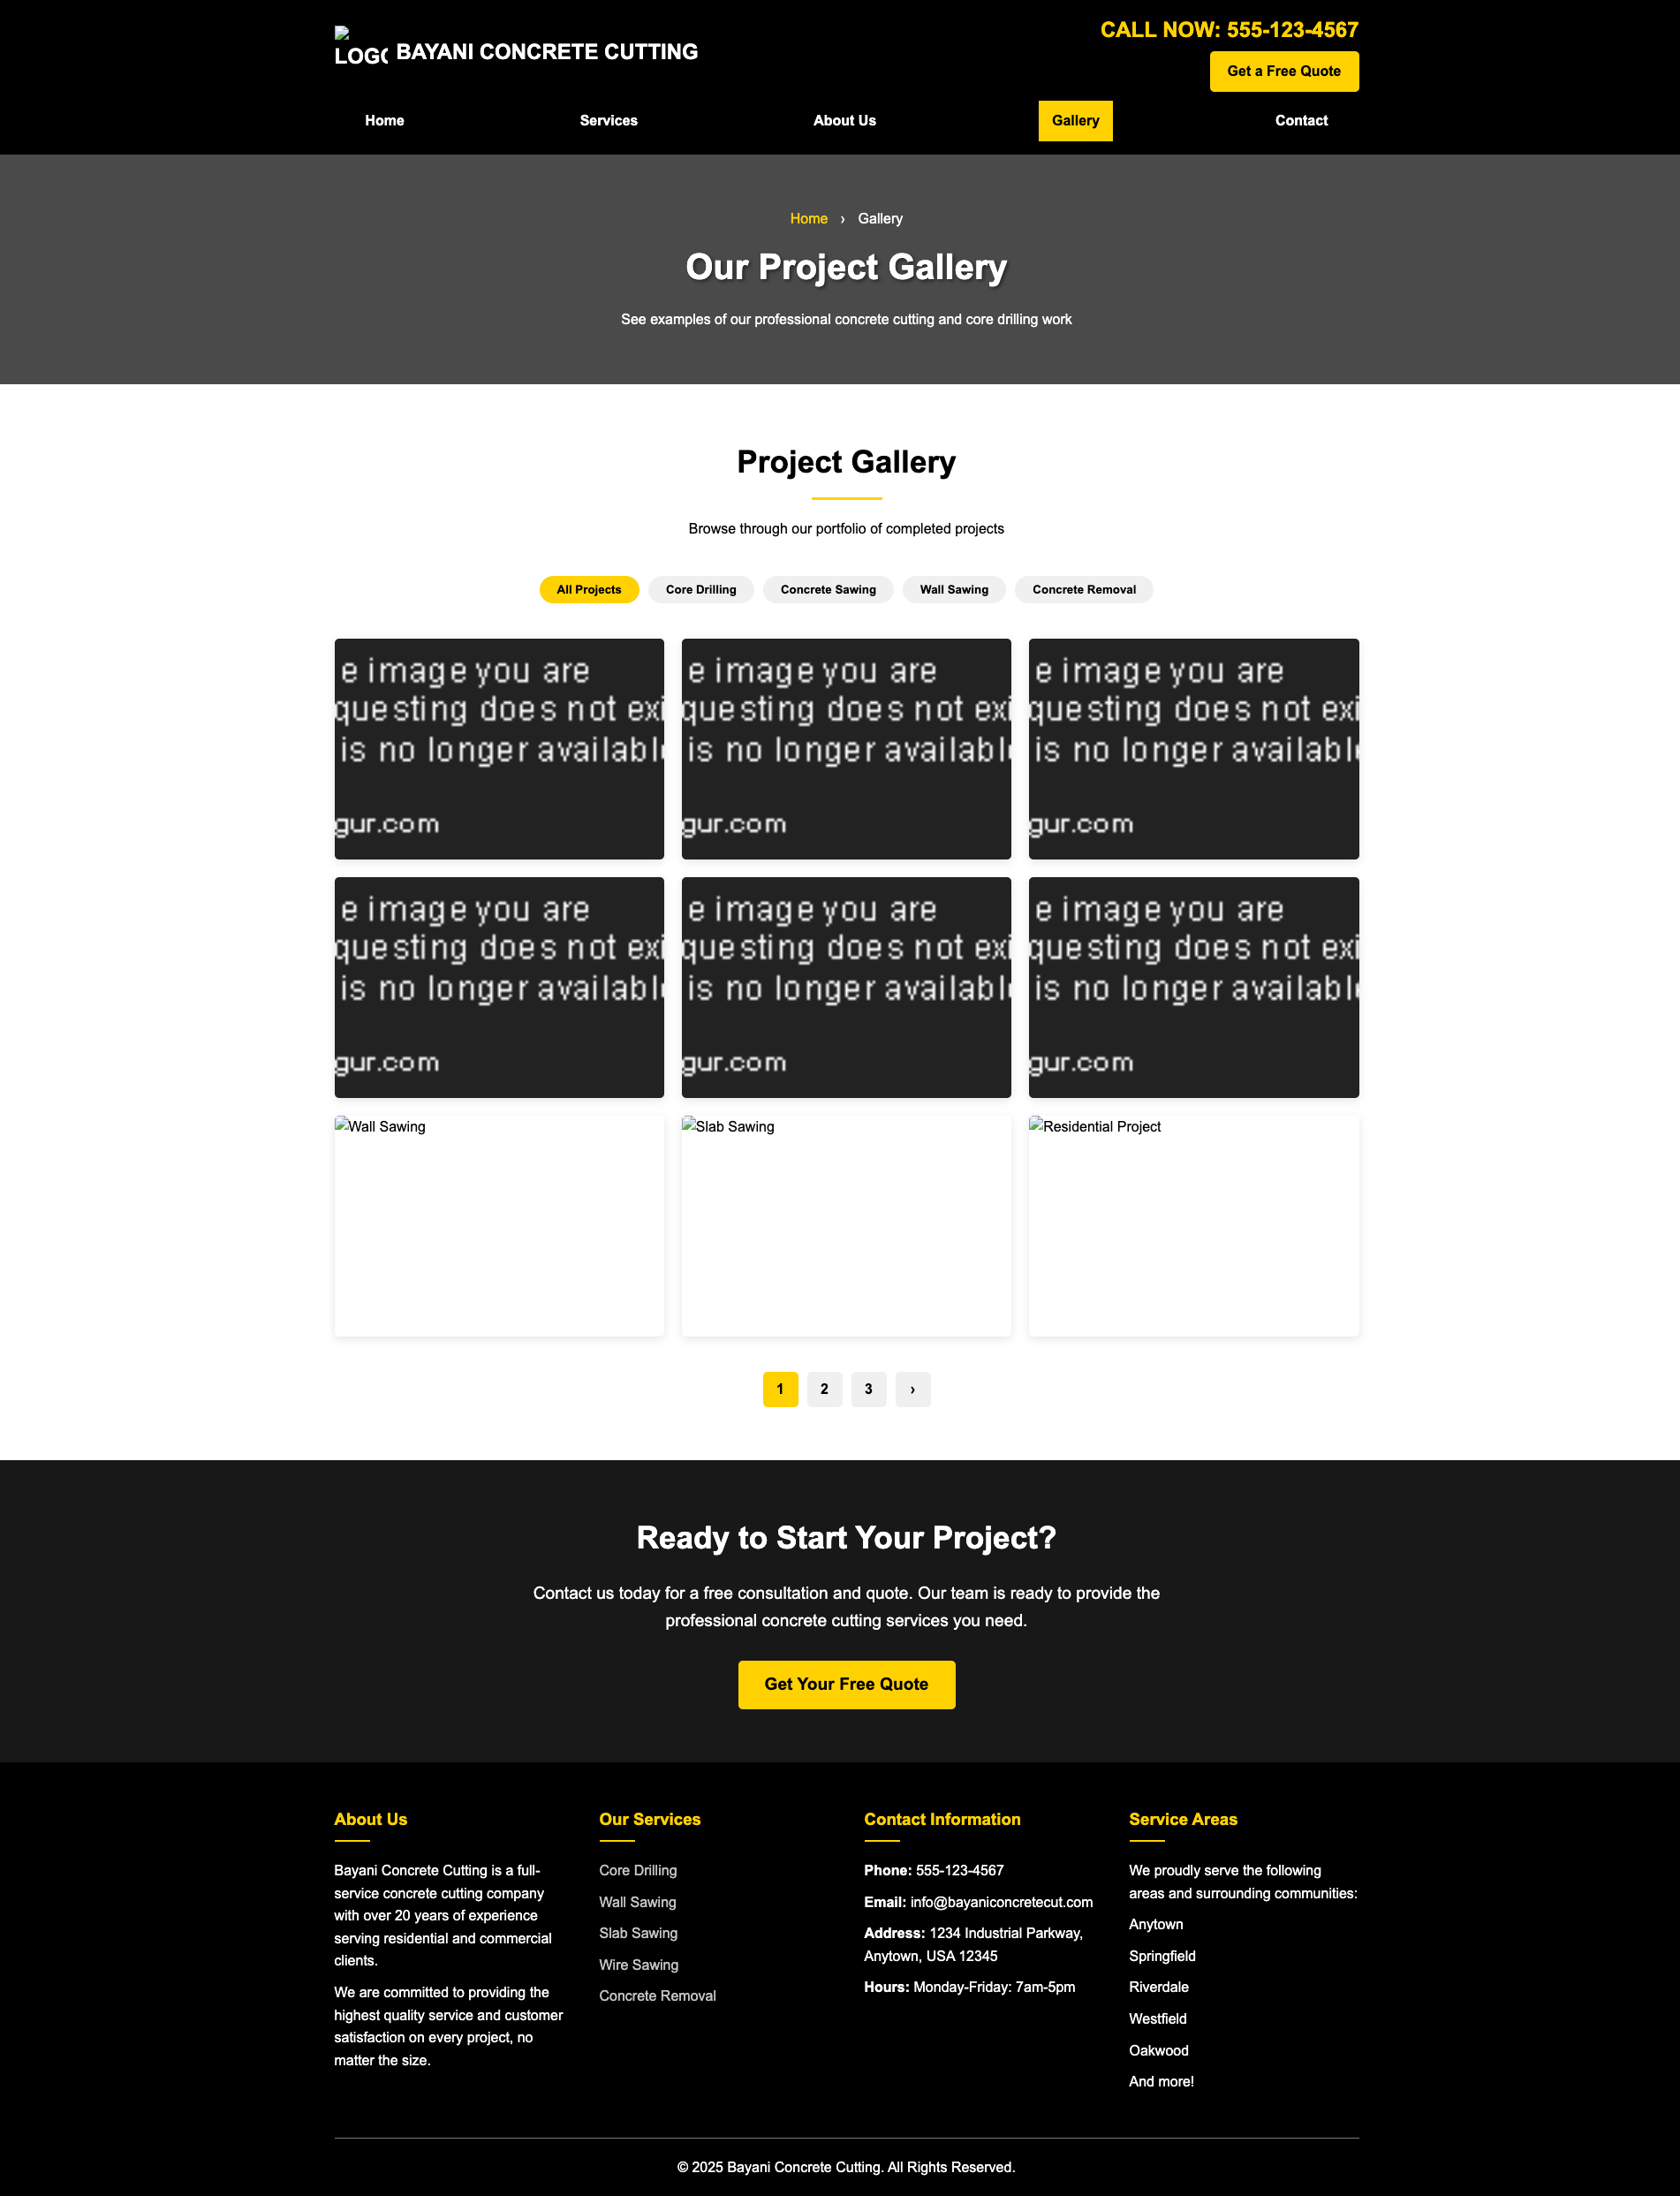 LOGO
BAYANI CONCRETE CUTTING
CALL NOW: 555-123-4567
Get a Free Quote
Home
Services
About Us
Gallery
Contact
Home › Gallery
Our Project Gallery
See examples of our professional concrete cutting and core drilling work
Project Gallery
Browse through our portfolio of completed projects
All Projects
Core Drilling
Concrete Sawing
Wall Sawing
Concrete Removal
e image you are
questing does not exi
is no longer available
gur.com
e image you are
questing does not exi
is no longer available
gur.com
e image you are
questing does not exi
is no longer available
gur.com
e image you are
questing does not exi
is no longer available
gur.com
e image you are
questing does not exi
is no longer available
gur.com
e image you are
questing does not exi
is no longer available
gur.com
Wall Sawing
Slab Sawing
Residential Project
1
2
3
›
Ready to Start Your Project?
Contact us today for a free consultation and quote. Our team is ready to provide the
professional concrete cutting services you need.
Get Your Free Quote
About Us
Bayani Concrete Cutting is a full-
service concrete cutting company
with over 20 years of experience
serving residential and commercial
clients.
We are committed to providing the
highest quality service and customer
satisfaction on every project, no
matter the size.
Our Services
Core Drilling
Wall Sawing
Slab Sawing
Wire Sawing
Concrete Removal
Contact Information
Phone: 555-123-4567
Email: info@bayaniconcretecut.com
Address: 1234 Industrial Parkway,
Anytown, USA 12345
Hours: Monday-Friday: 7am-5pm
Service Areas
We proudly serve the following
areas and surrounding communities:
Anytown
Springfield
Riverdale
Westfield
Oakwood
And more!
© 2025 Bayani Concrete Cutting. All Rights Reserved.